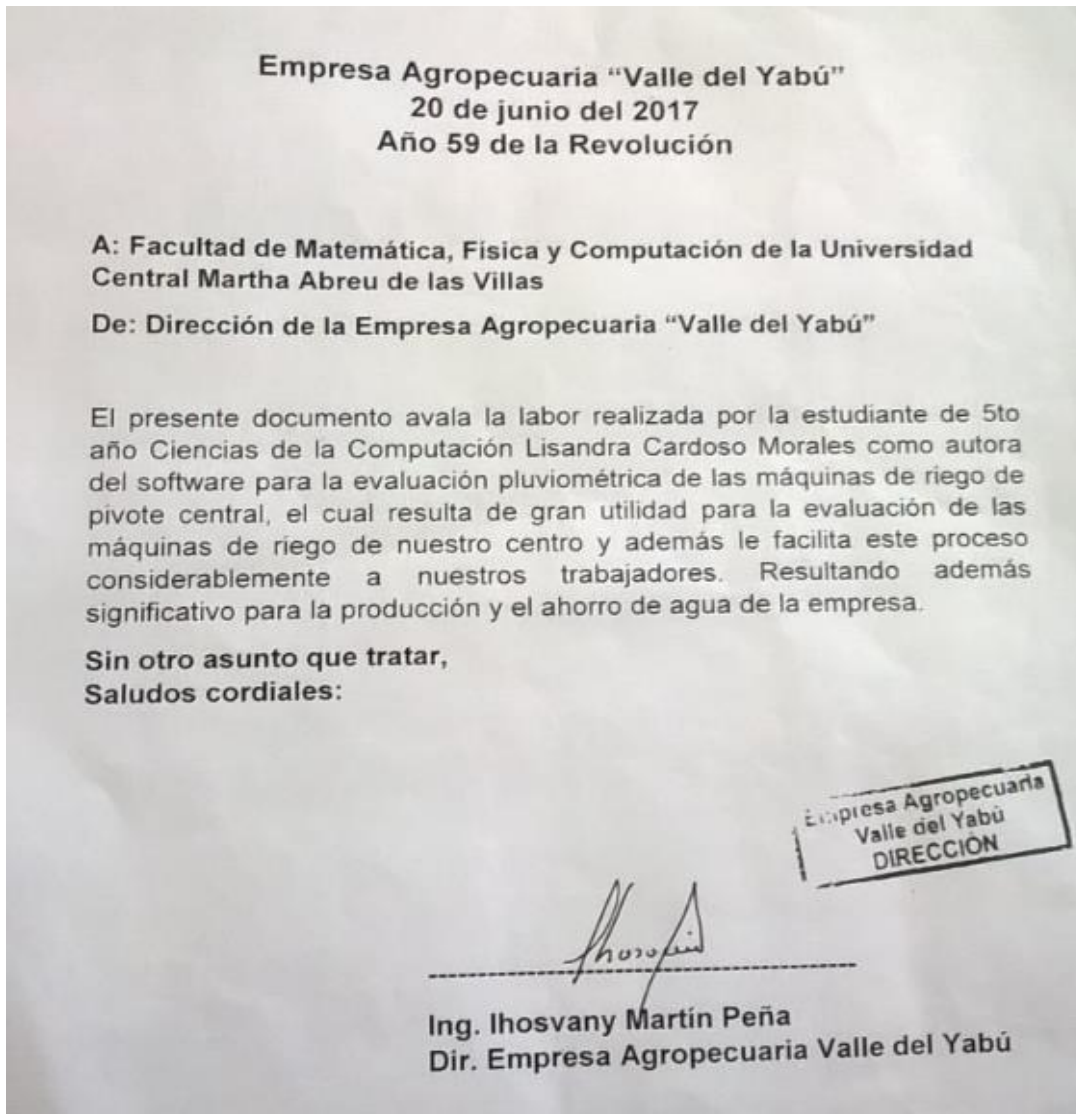 Empresa Agropecuaria “Valle del Yabú”
20 de junio del 2017
Año 59 de la Revolución
A: Facultad de Matemática, Física y Computación de la Universidad
Central Martha Abreu de las Villas
De: Dirección de la Empresa Agropecuaria “Valle del Yabú”
El presente documento avala la labor realizada por la estudiante de 5to
año Ciencias de la Computación Lisandra Cardoso Morales como autora
del software para la evaluación pluviométrica de las máquinas de riego de
pivote central, el cual resulta de gran utilidad para la evaluación de las
máquinas de riego de nuestro centro y además le facilita este proceso
considerablemente a nuestros trabajadores. Resultando además
significativo para la producción y el ahorro de agua de la empresa.
Sin otro asunto que tratar,
Saludos cordiales:
Empresa Agropecuaria
Valle del Yabú
DIRECCIÓN
Ing. Ihosvany Martín Peña
Dir. Empresa Agropecuaria Valle del Yabú